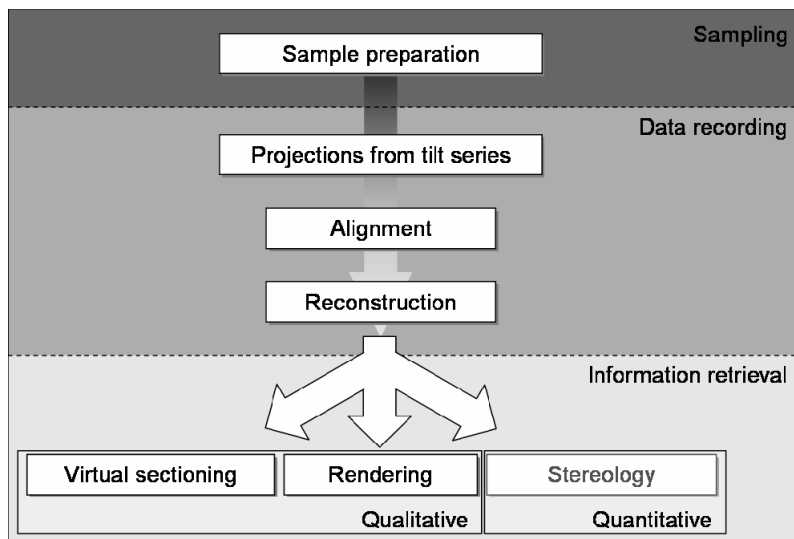 Sampling
Sample preparation
Data recording
Projections from tilt series
Alignment
Reconstruction
Information retrieval
Virtual sectioning
Rendering
Stereology
Qualitative
Quantitative